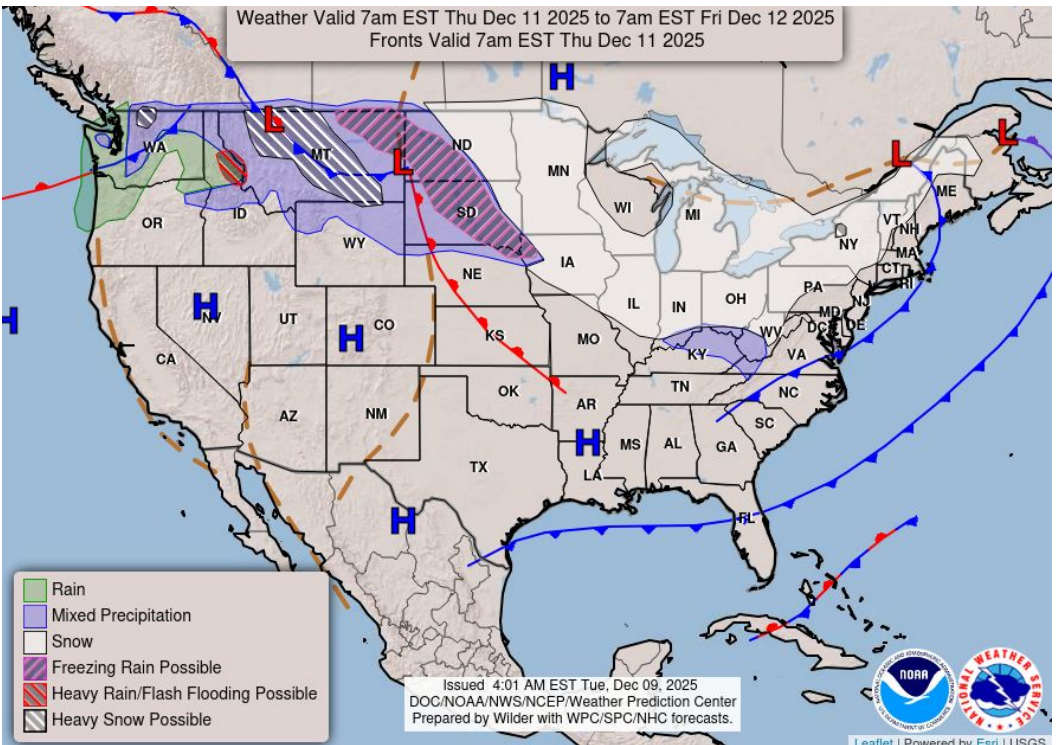 Weather Valid 7am EST Thu Dec 11 2025 to 7am EST Fri Dec 12 2025
Fronts Valid 7am EST Thu Dec 11 2025
H
L
WA
MT
L
ND
MN
L
L
ME
OR
ID
WY
SD
WI
MI
VT
NH
NY
MA
CT
RI
IA
NE
PA
NJ
H
H
NV
UT
CO
H
KS
MO
IL
IN
OH
WV
MD
DC
DE
VA
KY
CA
AZ
NM
OK
AR
TN
NC
SC
H
TX
LA
MS
AL
GA
H
FL
Rain
Mixed Precipitation
Snow
Freezing Rain Possible
Heavy Rain/Flash Flooding Possible
Heavy Snow Possible
Issued 4:01 AM EST Tue, Dec 09, 2025
DOC/NOAA/NWS/NCEP/Weather Prediction Center
Prepared by Wilder with WPC/SPC/NHC forecasts.
NOAA
NATIONAL WEATHER SERVICE
Leaflet | Powered by Esri | USGS